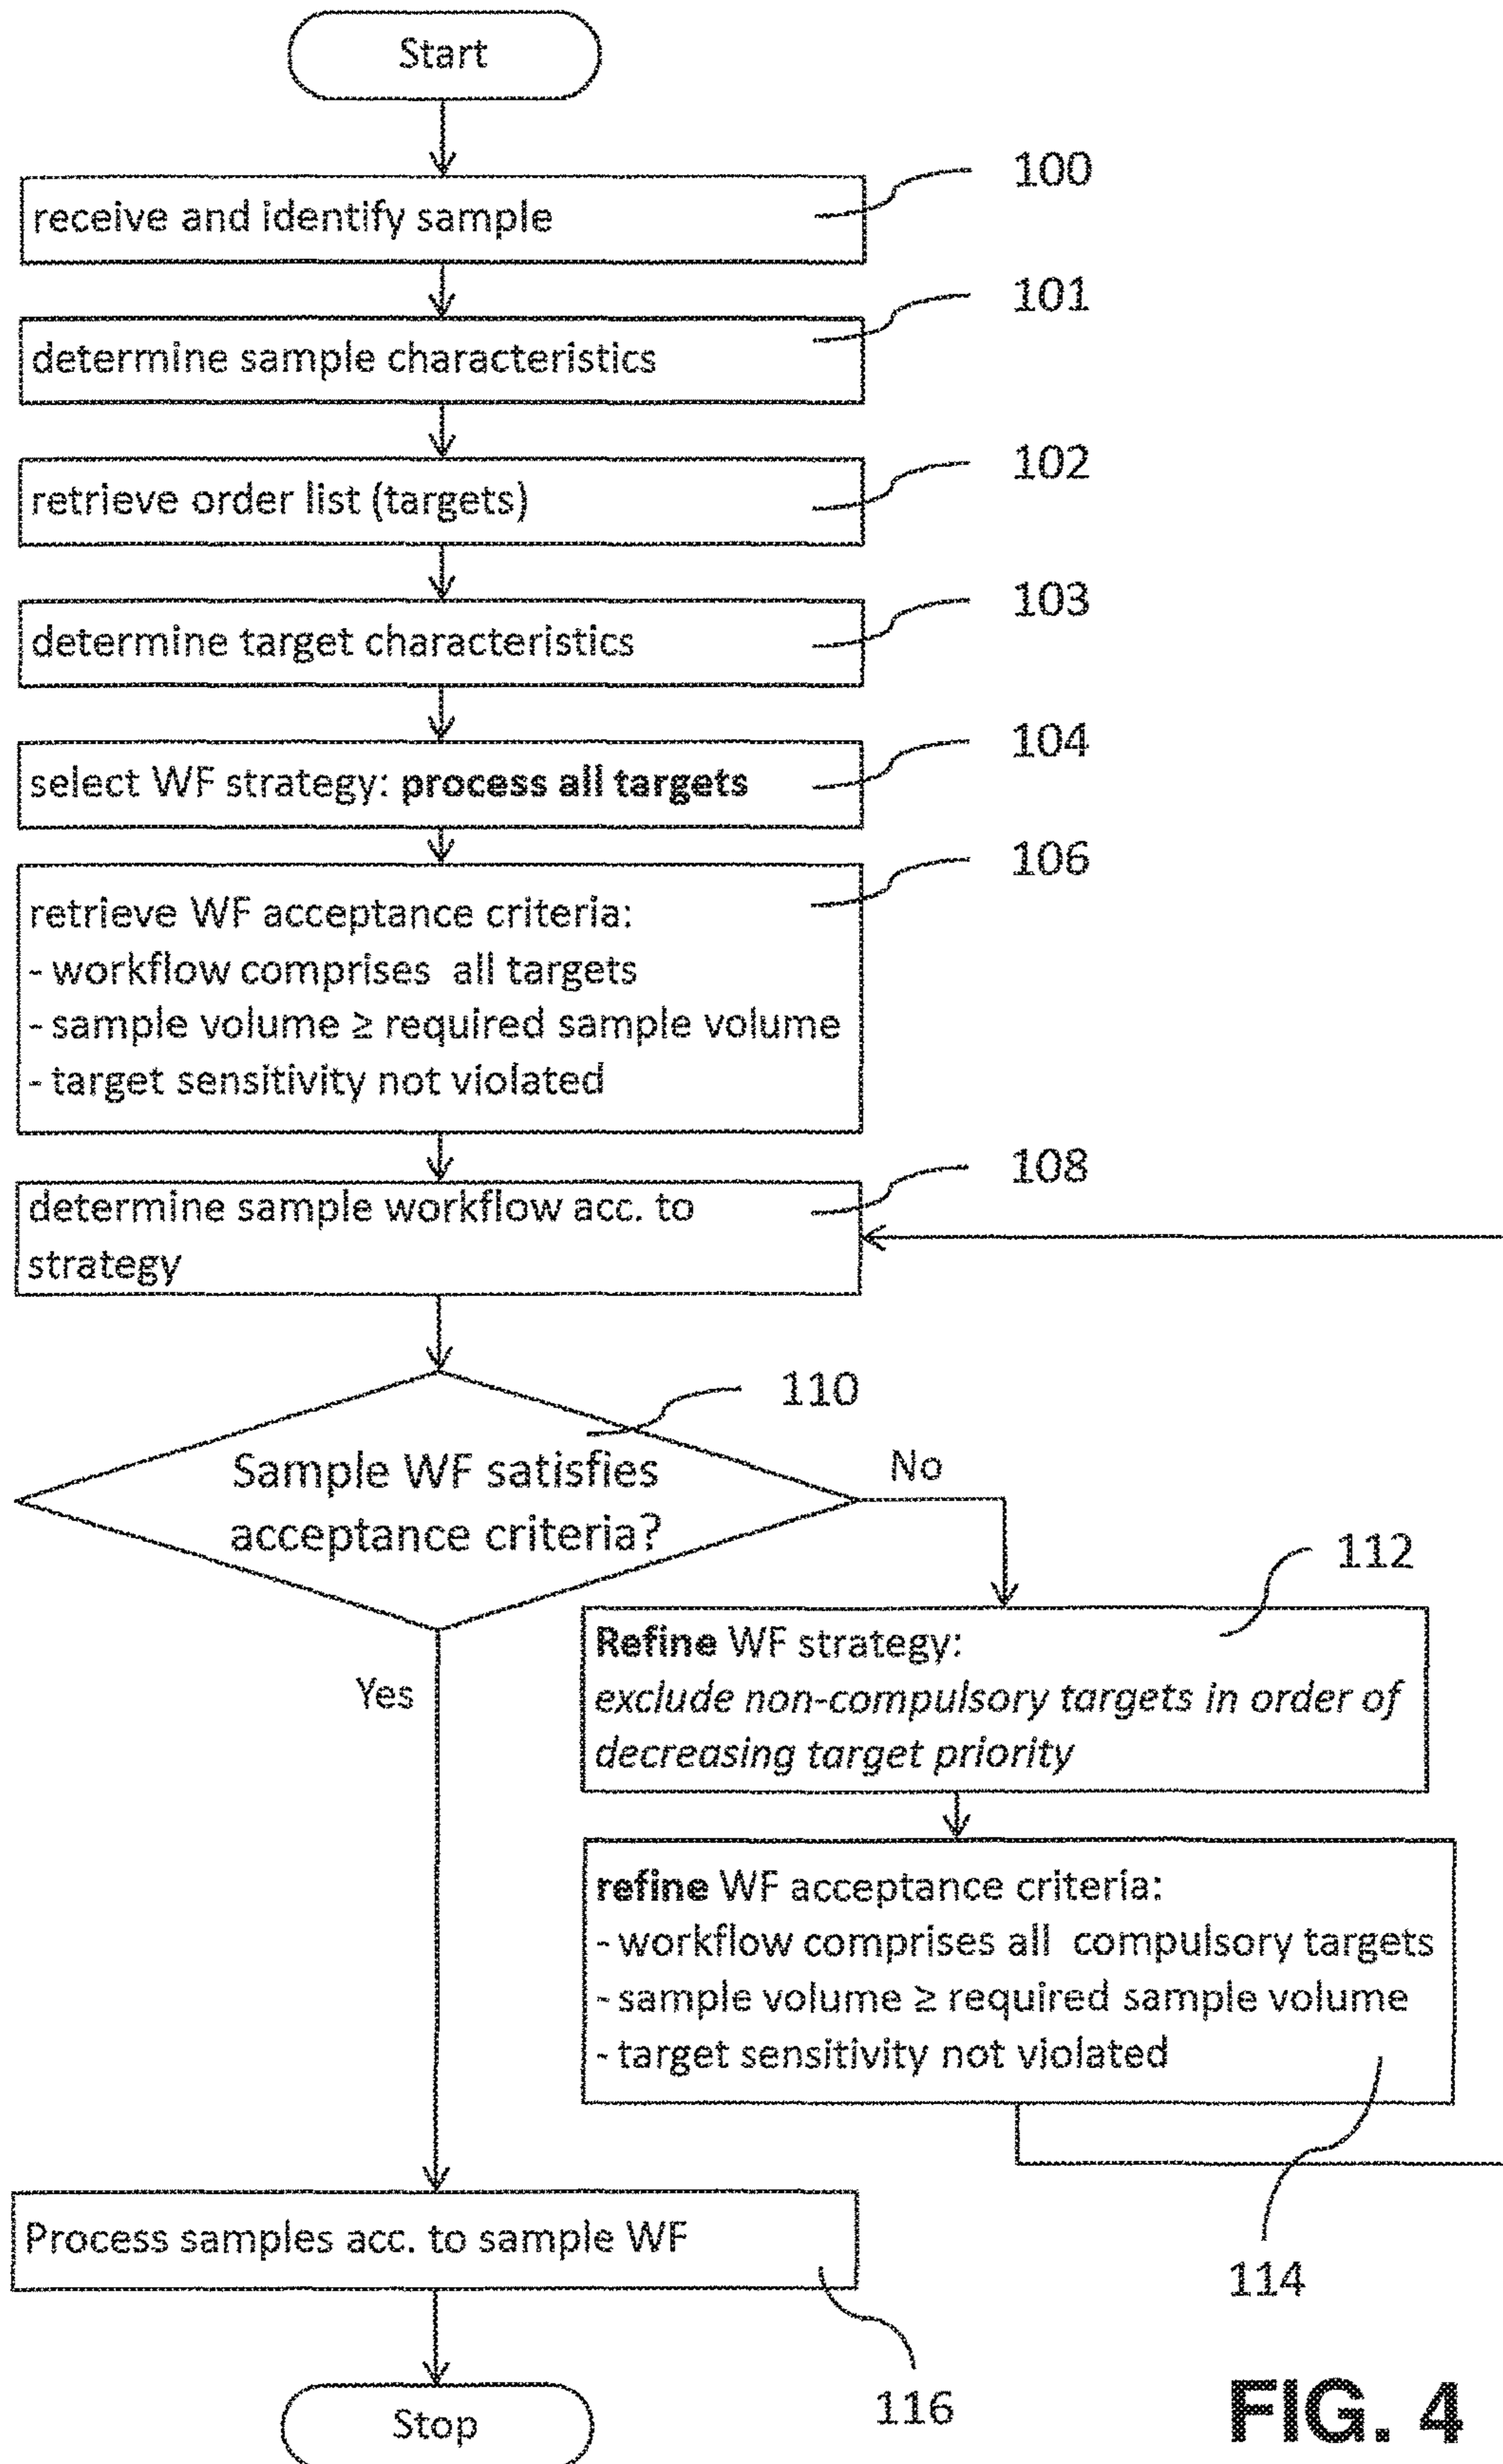 Start
100
receive and identify sample
101
determine sample characteristics
102
retrieve order list (targets)
103
determine target characteristics
104
select WF strategy: process all targets
106
retrieve WF acceptance criteria:
- workflow comprises all targets
- sample volume ≥ required sample volume
- target sensitivity not violated
108
determine sample workflow acc. to
strategy
110
Sample WF satisfies
acceptance criteria?
No
Yes
112
Refine WF strategy:
exclude non-compulsory targets in order of
decreasing target priority
refine WF acceptance criteria:
- workflow comprises all compulsory targets
- sample volume ≥ required sample volume
- target sensitivity not violated
114
Process samples acc. to sample WF
116
Stop
FIG. 4